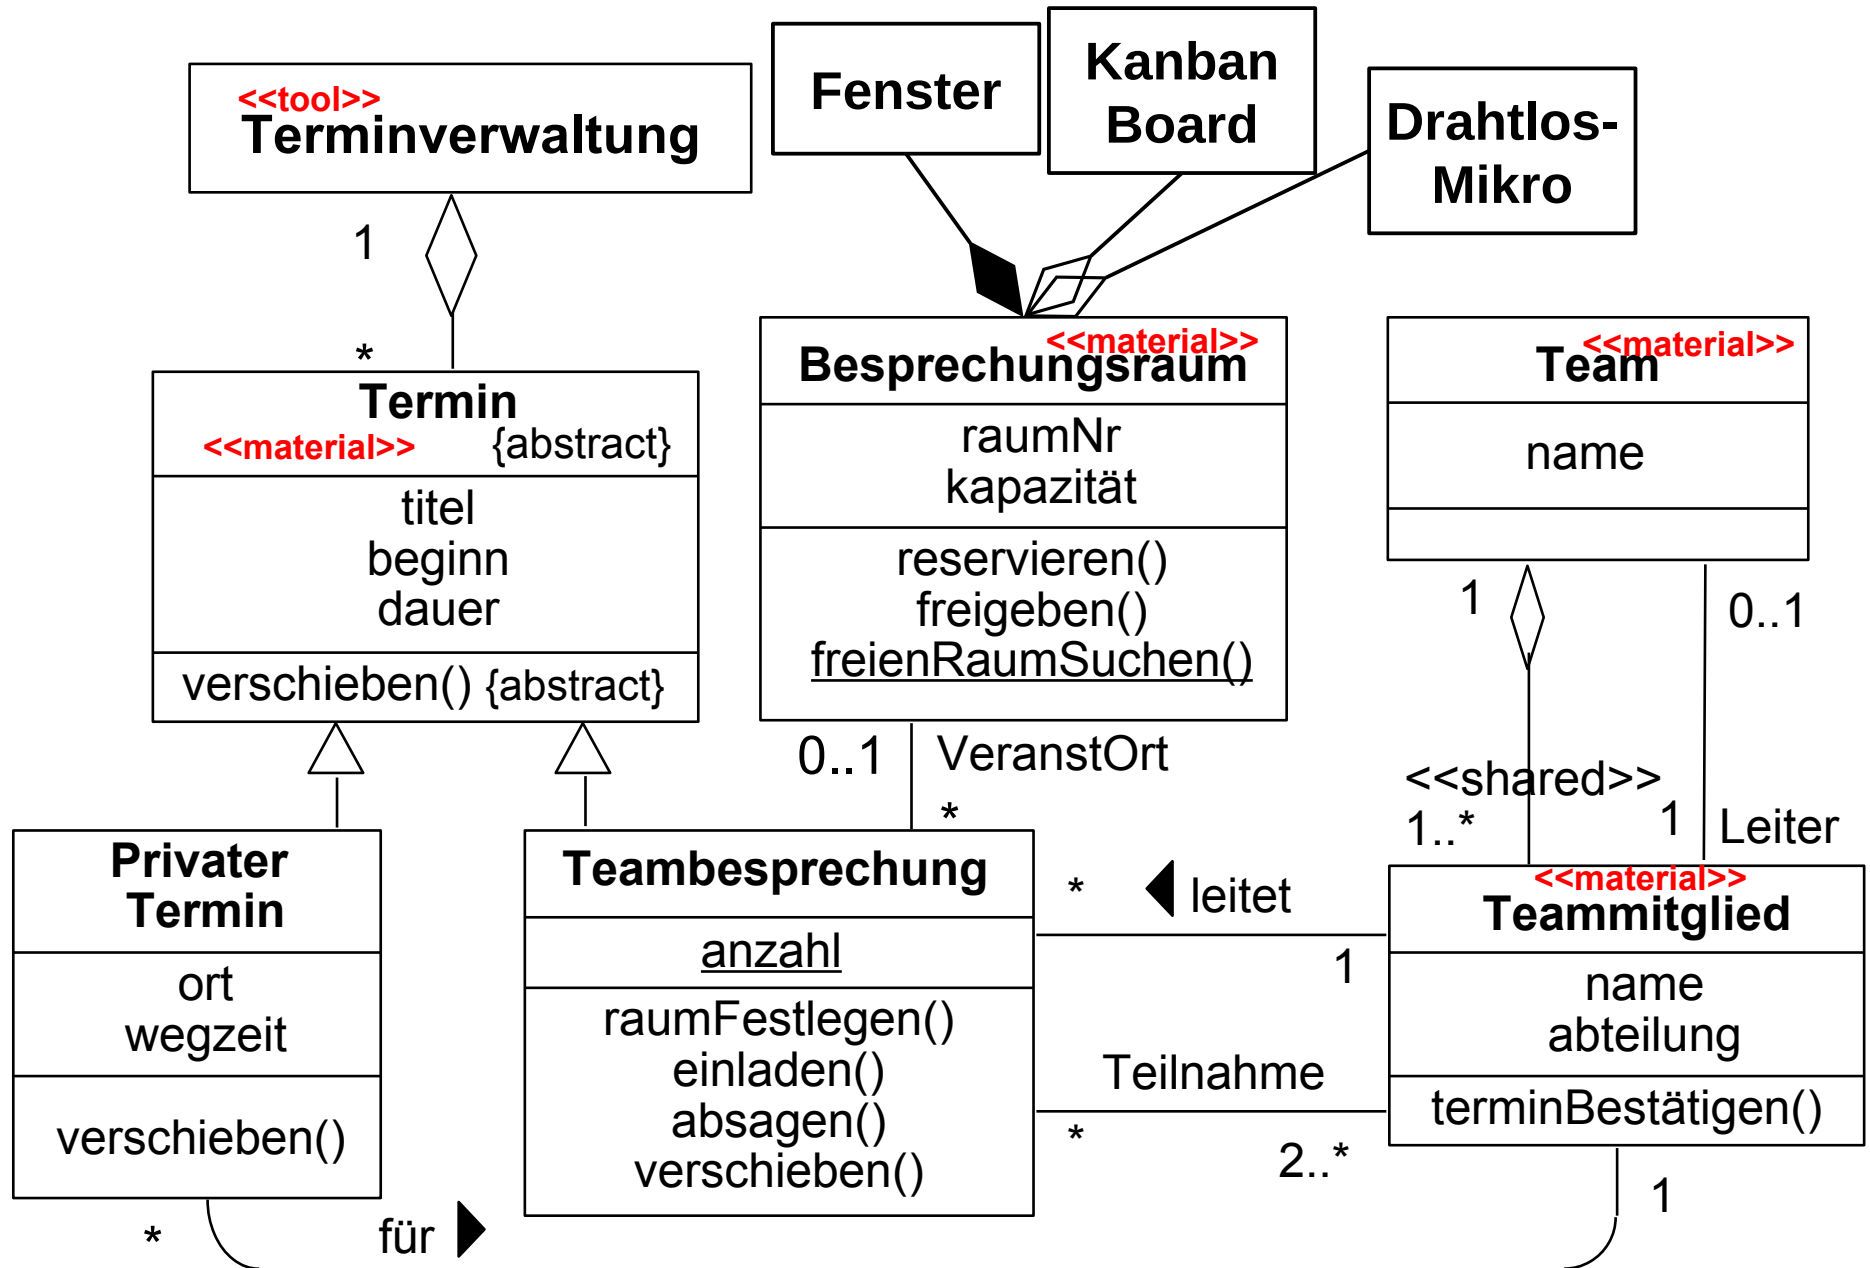 <<tool>>
Terminverwaltung
Fenster
Kanban
Board
Drahtlos-
Mikro
1
*
Termin
<<material>> {abstract}
titel
beginn
dauer
verschieben() {abstract}
<<material>>
Besprechungsraum
raumNr
kapazität
reservieren()
freigeben()
freienRaumSuchen()
<<material>>
Team
name
1
0..1
<<shared>>
1..*
1
Leiter
0..1
VeranstOrt
*
Privater
Termin
ort
wegzeit
verschieben()
Teambesprechung
anzahl
raumFestlegen()
einladen()
absagen()
verschieben()
*
leitet
1
Teilnahme
*
2..*
<<material>>
Teammitglied
name
abteilung
terminBestätigen()
*
für
1